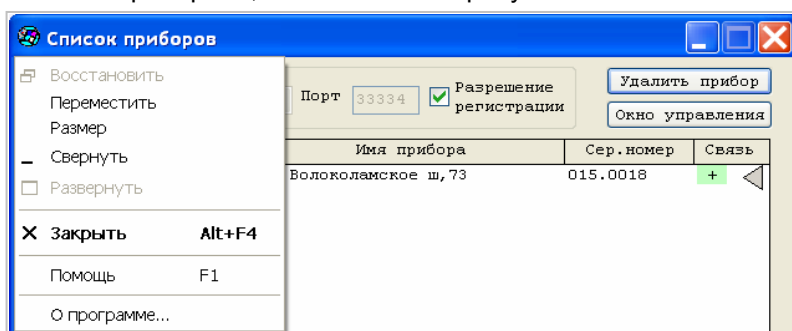 Список приборов
Восстановить
Переместить
Размер
Свернуть
Развернуть
Закрыть Alt+F4
Помощь F1
О программе...
Порт 33334 Разрешение
регистрации
Удалить прибор
Окно управления
Имя прибора Сер.номер Связь
Волоколамское ш,73 015.0018 +